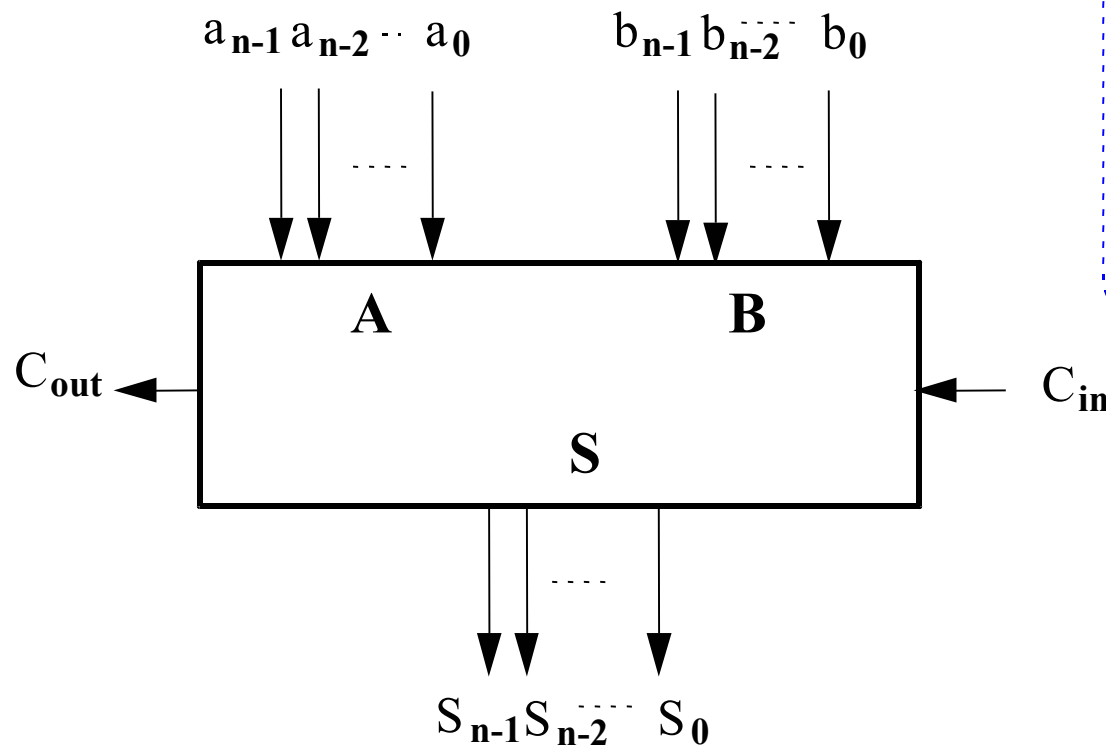 a n-1 a n-2 ·· a 0 b n-1 b n-2 ----- b 0
A B
C out C in
S
S n-1 S n-2 ----- S 0